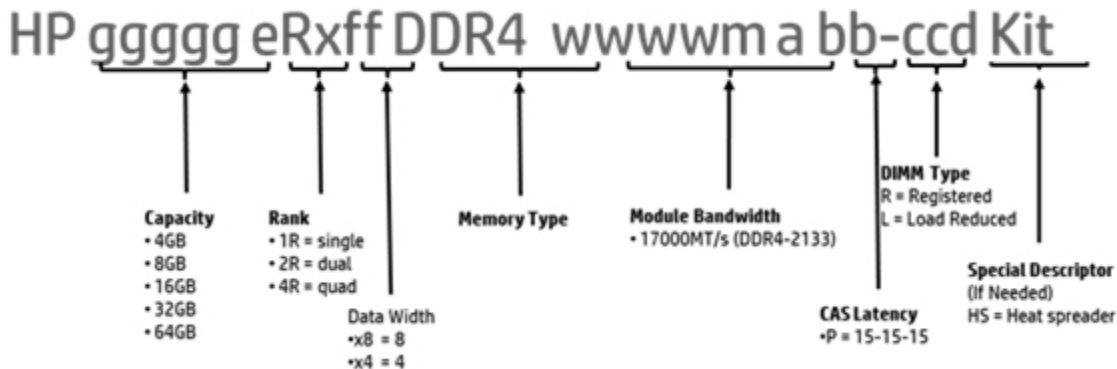 HP ggggg eRxff DDR4 wwwwm a bb-ccd Kit
Capacity
• 4GB
• 8GB
•16GB
• 32GB
• 64GB
Rank
• 1R = single
• 2R = dual
• 4R = quad
Data Width
•x8 = 8
•x4 = 4
Memory Type
Module Bandwidth
• 17000MT/s (DDR4-2133)
CAS Latency
•P = 15-15-15
DIMM Type
R = Registered
L = Load Reduced
Special Descriptor
(If Needed)
HS = Heat spreader